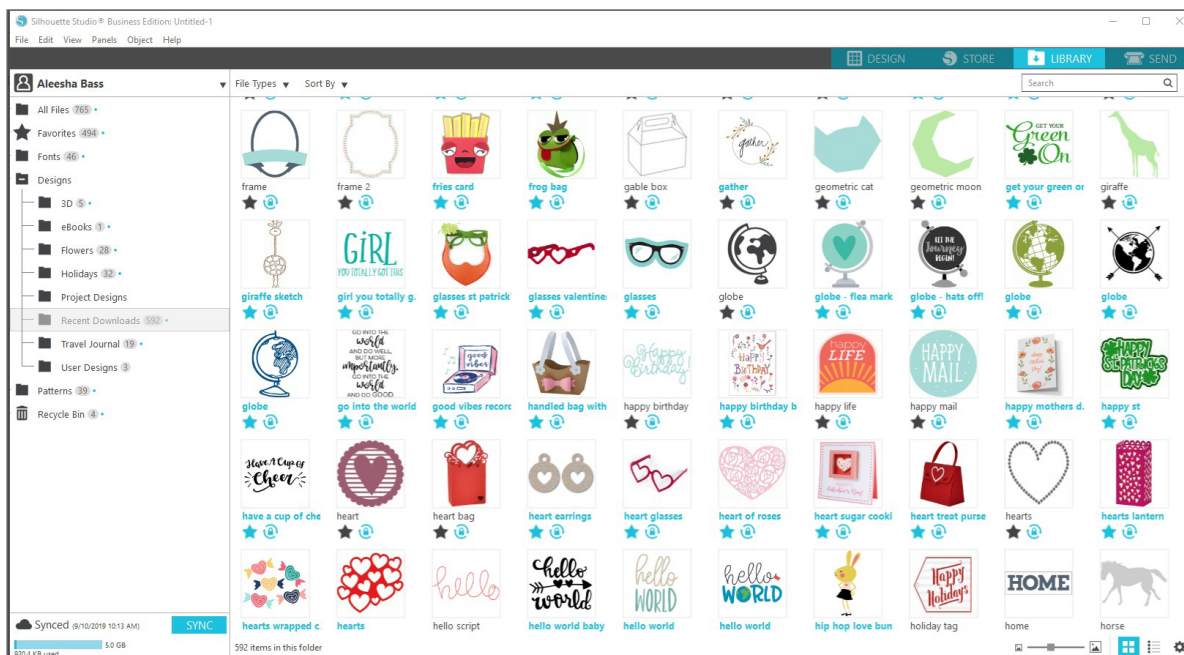 Silhouette Studio® Business Edition: Untitled-1
File Edit View Panels Object Help
DESIGN STORE LIBRARY SEND
Aleesha Bass
File Types Sort By Search
All Files 765
Favorites 494
Fonts 46
Designs
3D 5
eBooks 1
Flowers 28
Holidays 32
Project Designs
Recent Downloads 592
Travel Journal 19
User Designs 3
Patterns 39
Recycle Bin 4
gather
GET YOUR
Green
On
frame frame 2 fries card frog bag gable box gather geometric cat geometric moon get your green or giraffe
GiRL
YOU TOTALLY GOT THIS
LET THE
Journey
BEGIN!
giraffe sketch girl you totally g. glasses st patrick glasses valentine glasses globe globe - flea mark globe - hats off! globe globe
GO INTO THE
world
AND DO WELL,
BUT MORE
importantly,
GO INTO THE
world
AND DO GOOD.
good
vibes
Happy
Birthday
HAPPY
BIRTHDAY
happy
LIFE
HAPPY
MAIL
HAPPY
ST PATRICK'S
DAY
globe go into the world good vibes recorc handled bag with happy birthday happy birthday b happy life happy mail happy mothers d. happy st
Have A Cup OF
Cheer
have a cup of che heart heart bag heart earrings heart glasses heart of roses heart sugar cooki heart treat purse hearts hearts lantern
hello
hello
world
hello
WORLD
hello
WORLD
Happy
Holidays
HOME
hearts wrapped c. hearts hello script hello world baby hello world hello world hip hop love bun holiday tag home horse
Synced (9/10/2019 10:13 AM) SYNC
5.0 GB
920.4 KB used
592 items in this folder